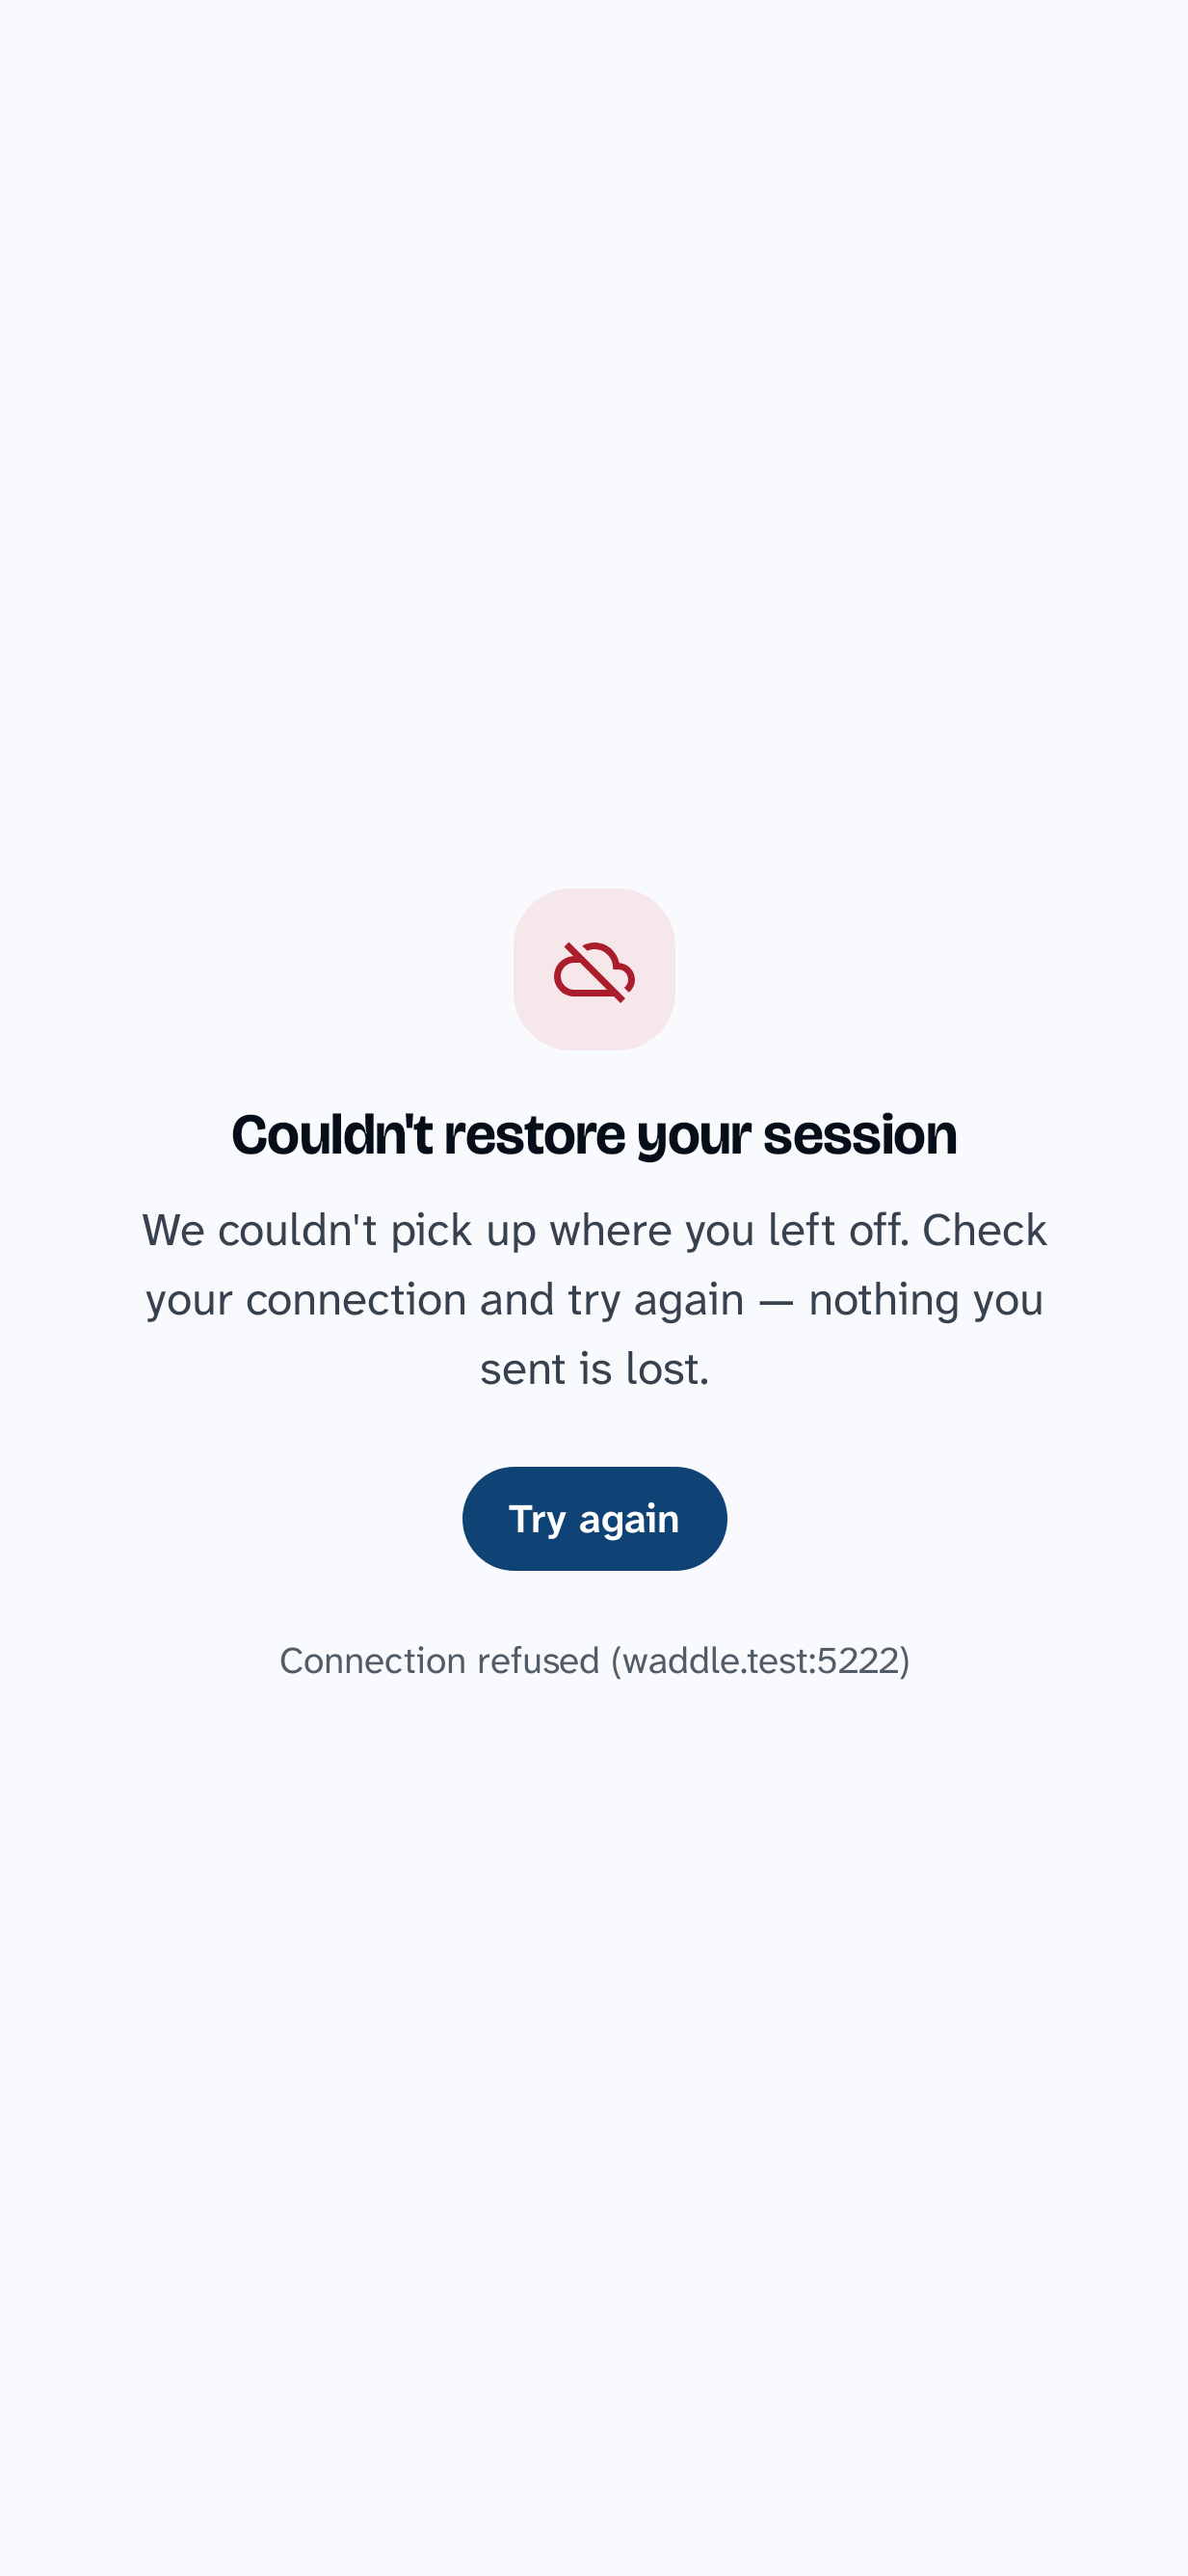 Couldn't restore your session
We couldn't pick up where you left off. Check
your connection and try again — nothing you
sent is lost.
Try again
Connection refused (waddle.test:5222)